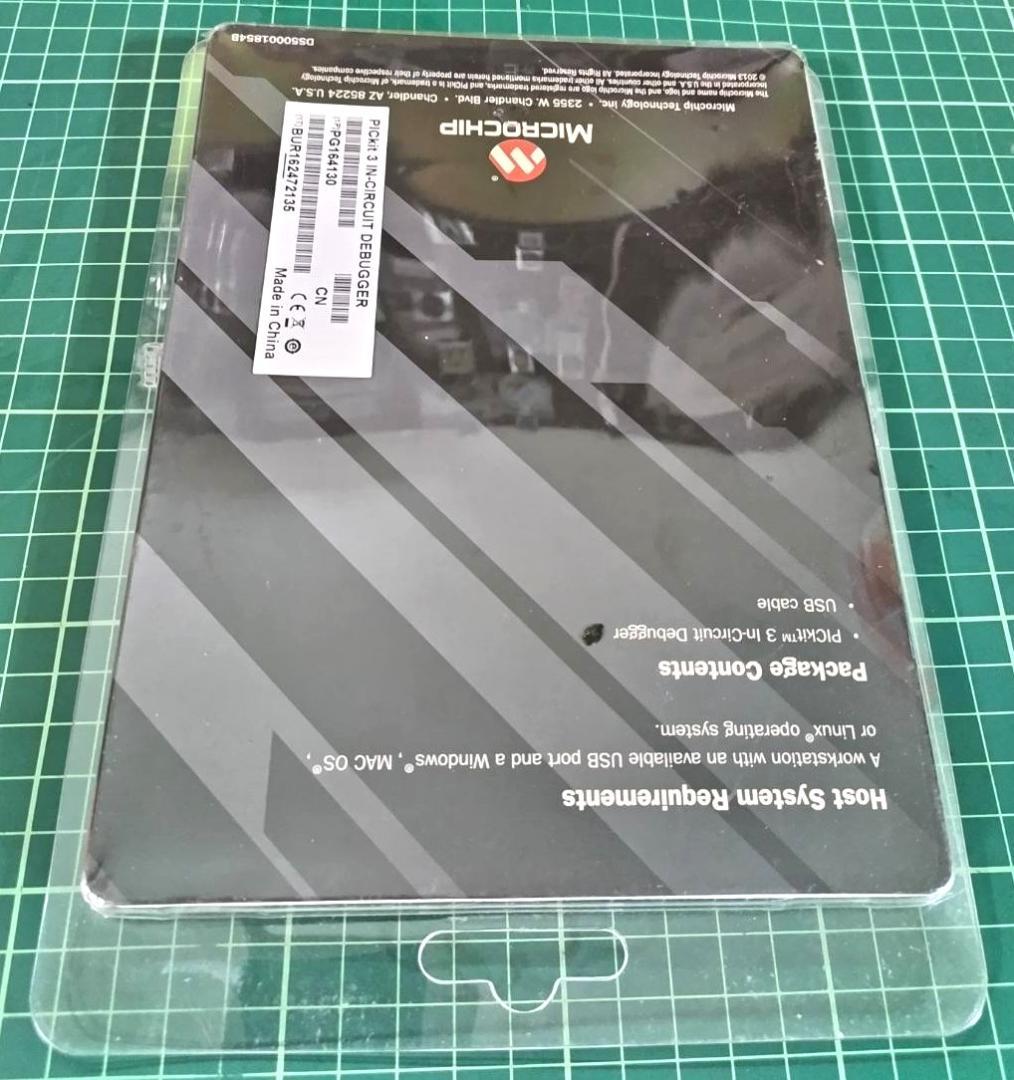 Host System Requirements
A workstation with an available USB port and a Windows®, MAC OS®,
or Linux® operating system.
Package Contents
• PICkit™ 3 In-Circuit Debugger
• USB cable
PICkit 3 IN-CIRCUIT DEBUGGER
(1P)PG164130
CN
BUR162472135
CE
Made in China
®
MICROCHIP
Microchip Technology Inc. • 2355 W. Chandler Blvd. • Chandler, AZ 85224 U.S.A.
The Microchip name and logo, and the Microchip logo are registered trademarks, and PICkit is a trademark, of Microchip Technology
Incorporated in the U.S.A. and other countries. All other trademarks mentioned herein are property of their respective companies.
© 2013 Microchip Technology Incorporated. All Rights Reserved.
DS50001854B